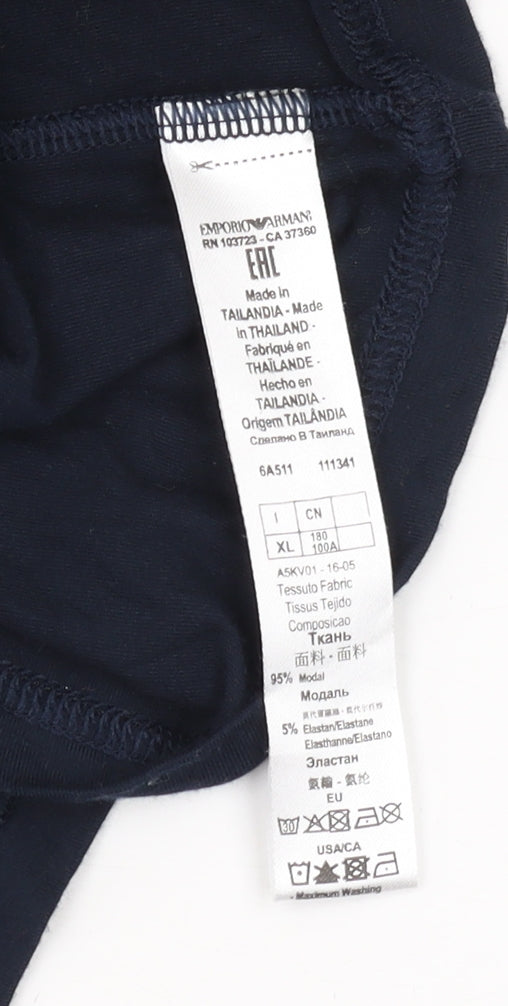 EMPORIO ARMANI
RN 103723 - CA 37360
EAC
Made in
TAILANDIA - Made
in THAILAND -
Fabriqué en
THAÏLANDE -
Hecho en
TAILANDIA -
Origem TAILÂNDIA
Сделано В Таиланд
6A511 111341
I CN
XL 180
100A
A5KV01 - 16-05
Tessuto Fabric
Tissus Tejido
Composicao
Ткань
面料 - 面料
95% Modal
Модаль
5% Elastan/Elastane
Elasthanne/Elastano
Эластан
氨綸 - 氨纶
EU
30
USA/CA
- Maximum Washing